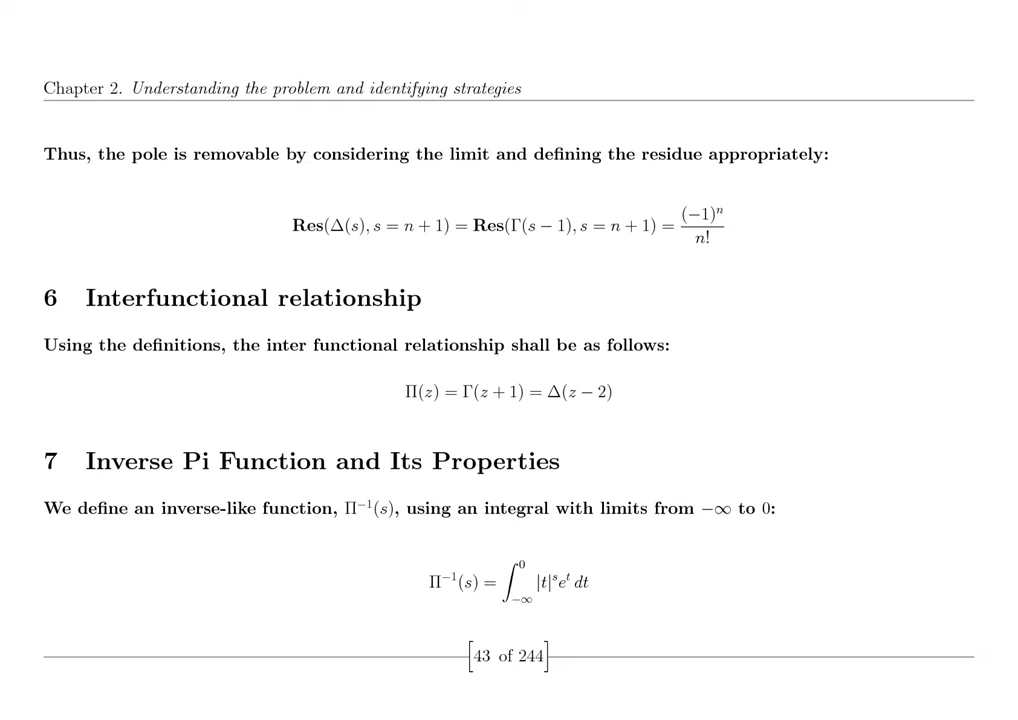 Chapter 2. Understanding the problem and identifying strategies
Thus, the pole is removable by considering the limit and defining the residue appropriately:
Res(Δ(s), s = n + 1) = Res(Γ(s − 1), s = n + 1) = (−1)ⁿ / n!
6 Interfunctional relationship
Using the definitions, the inter functional relationship shall be as follows:
Π(z) = Γ(z + 1) = Δ(z − 2)
7 Inverse Pi Function and Its Properties
We define an inverse-like function, Π⁻¹(s), using an integral with limits from −∞ to 0:
Π⁻¹(s) = ∫_{−∞}^{0} |t|ˢeᵗ dt
[43 of 244]